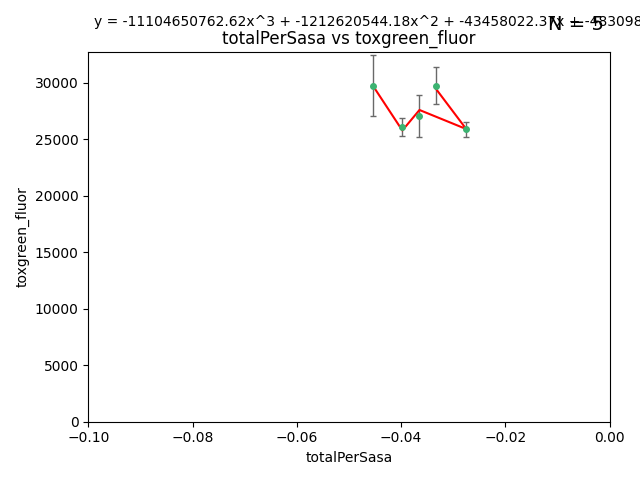 y = -11104650762.62x^3 + -1212620544.18x^2 + -43458022.37x + -483098
N = 5
totalPerSasa vs toxgreen_fluor
30000
25000
20000
15000
10000
5000
0
toxgreen_fluor
−0.10 −0.08 −0.06 −0.04 −0.02 0.00
totalPerSasa